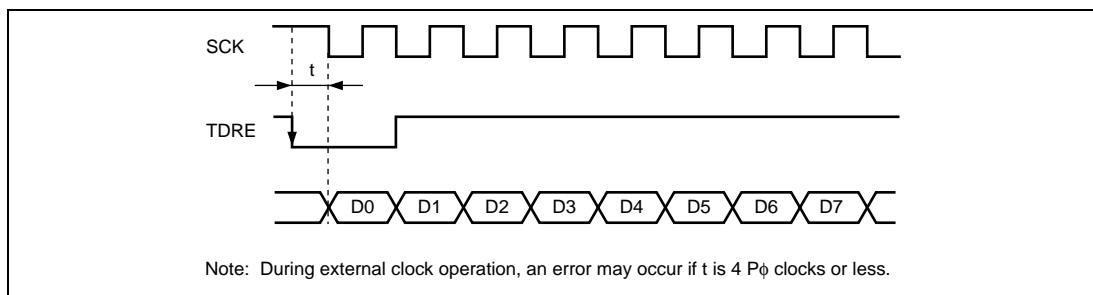 SCK
t
TDRE
D0 D1 D2 D3 D4 D5 D6 D7
Note: During external clock operation, an error may occur if t is 4 Pϕ clocks or less.